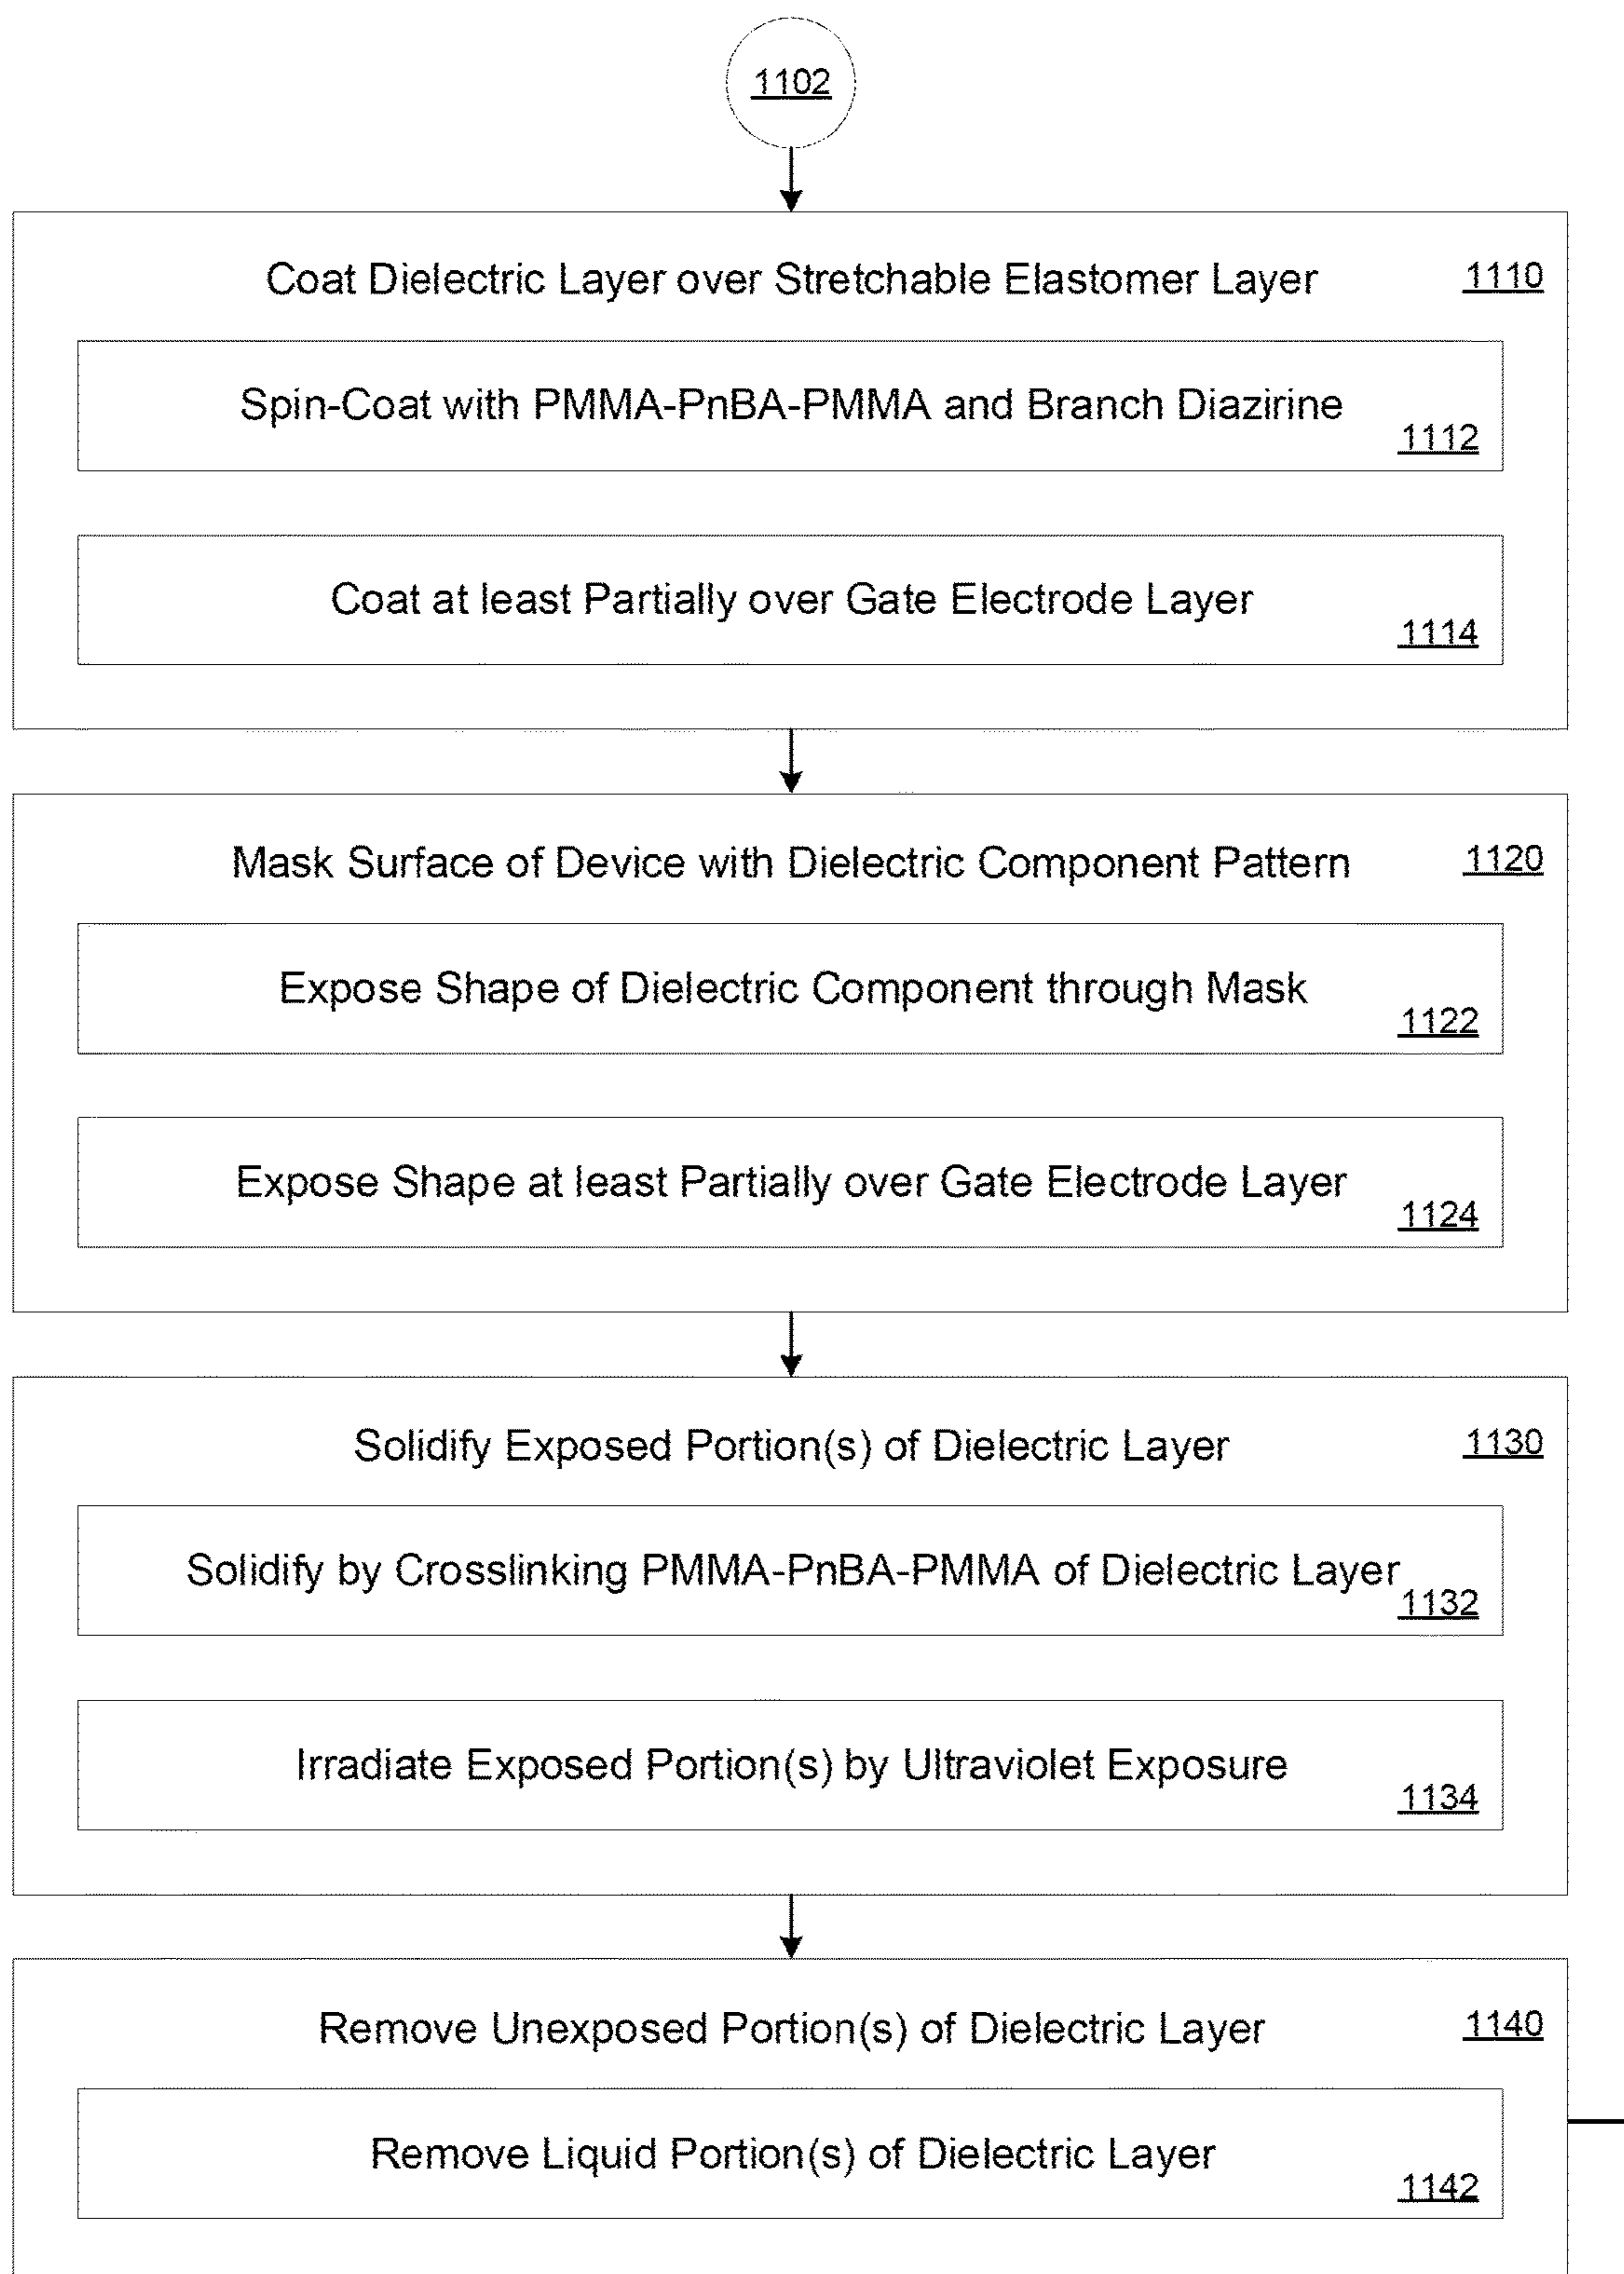 1102
Coat Dielectric Layer over Stretchable Elastomer Layer 1110
Spin-Coat with PMMA-PnBA-PMMA and Branch Diazirine
1112
Coat at least Partially over Gate Electrode Layer
1114
Mask Surface of Device with Dielectric Component Pattern 1120
Expose Shape of Dielectric Component through Mask
1122
Expose Shape at least Partially over Gate Electrode Layer
1124
Solidify Exposed Portion(s) of Dielectric Layer 1130
Solidify by Crosslinking PMMA-PnBA-PMMA of Dielectric Layer
1132
Irradiate Exposed Portion(s) by Ultraviolet Exposure
1134
Remove Unexposed Portion(s) of Dielectric Layer 1140
Remove Liquid Portion(s) of Dielectric Layer
1142